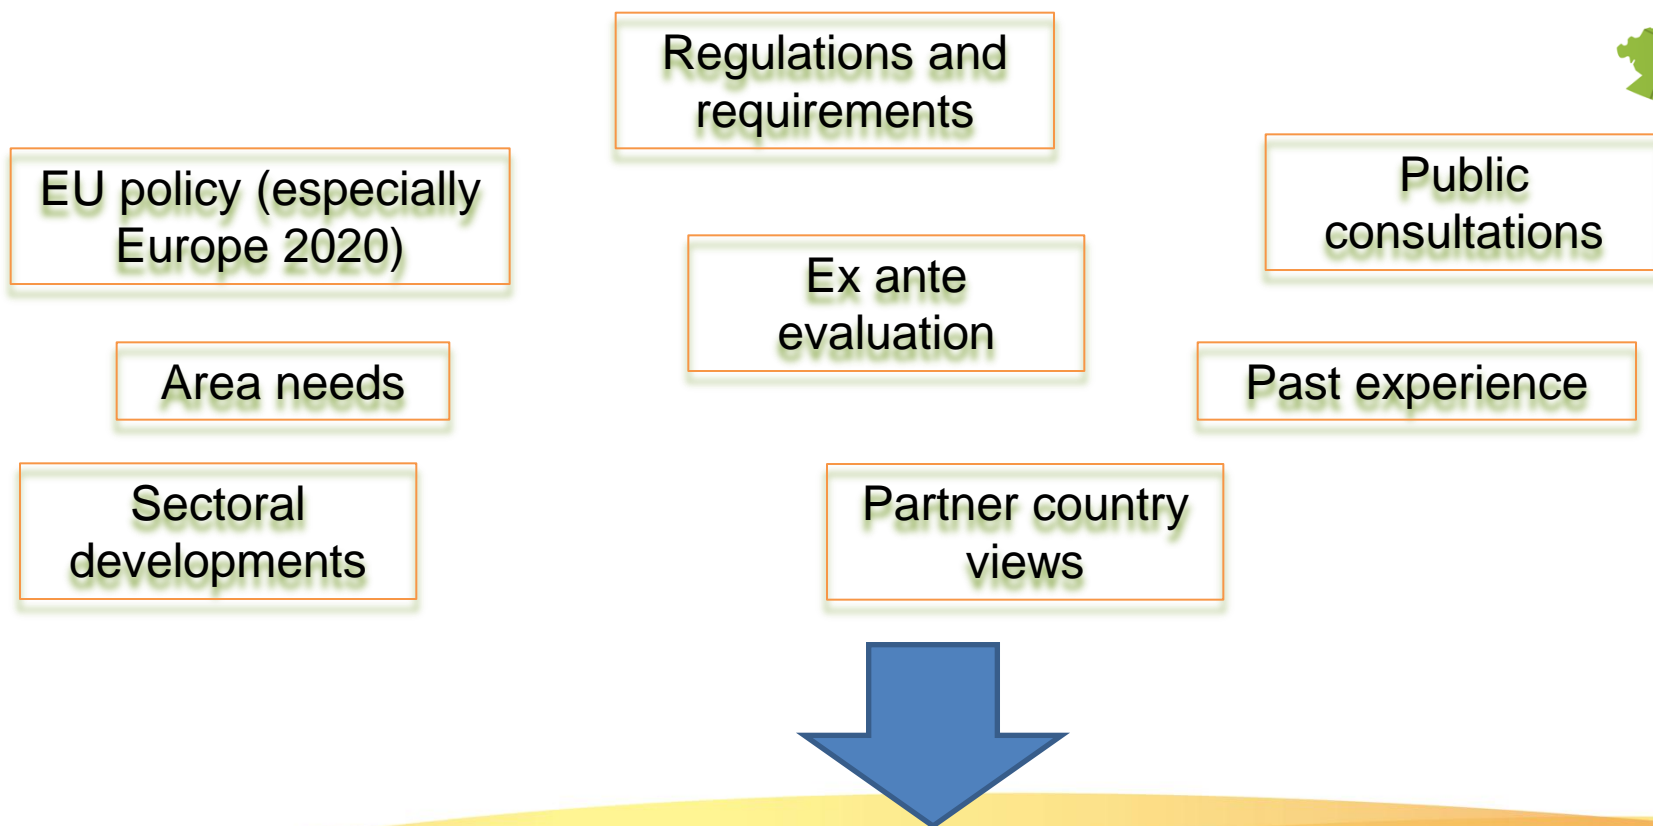 Regulations and
requirements
EU policy (especially
Europe 2020)
Public
consultations
Ex ante
evaluation
Area needs
Past experience
Sectoral
developments
Partner country
views